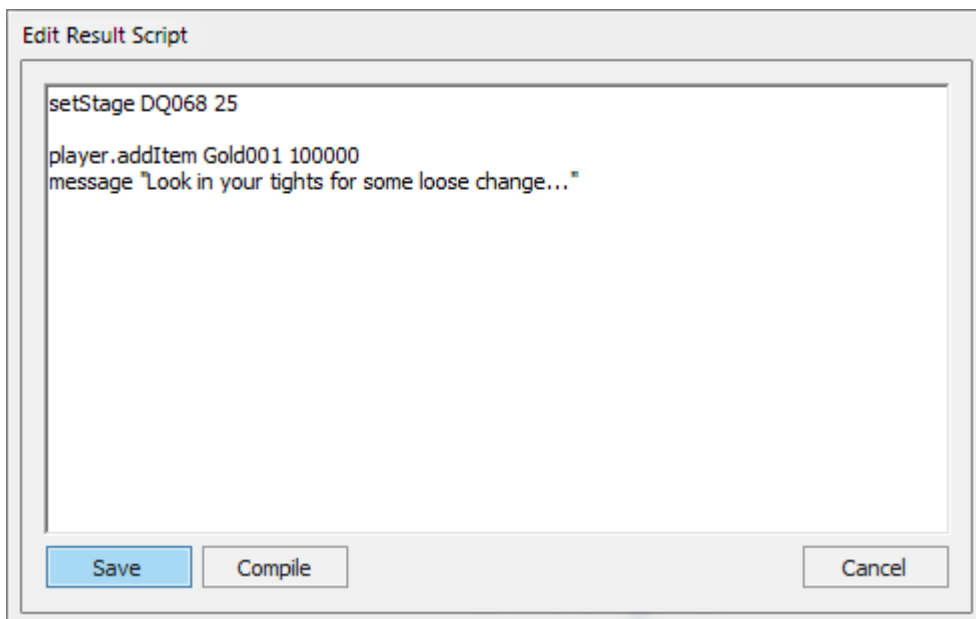 Edit Result Script
setStage DQ068 25
player.addItem Gold001 100000
message "Look in your tights for some loose change..."
Save
Compile
Cancel